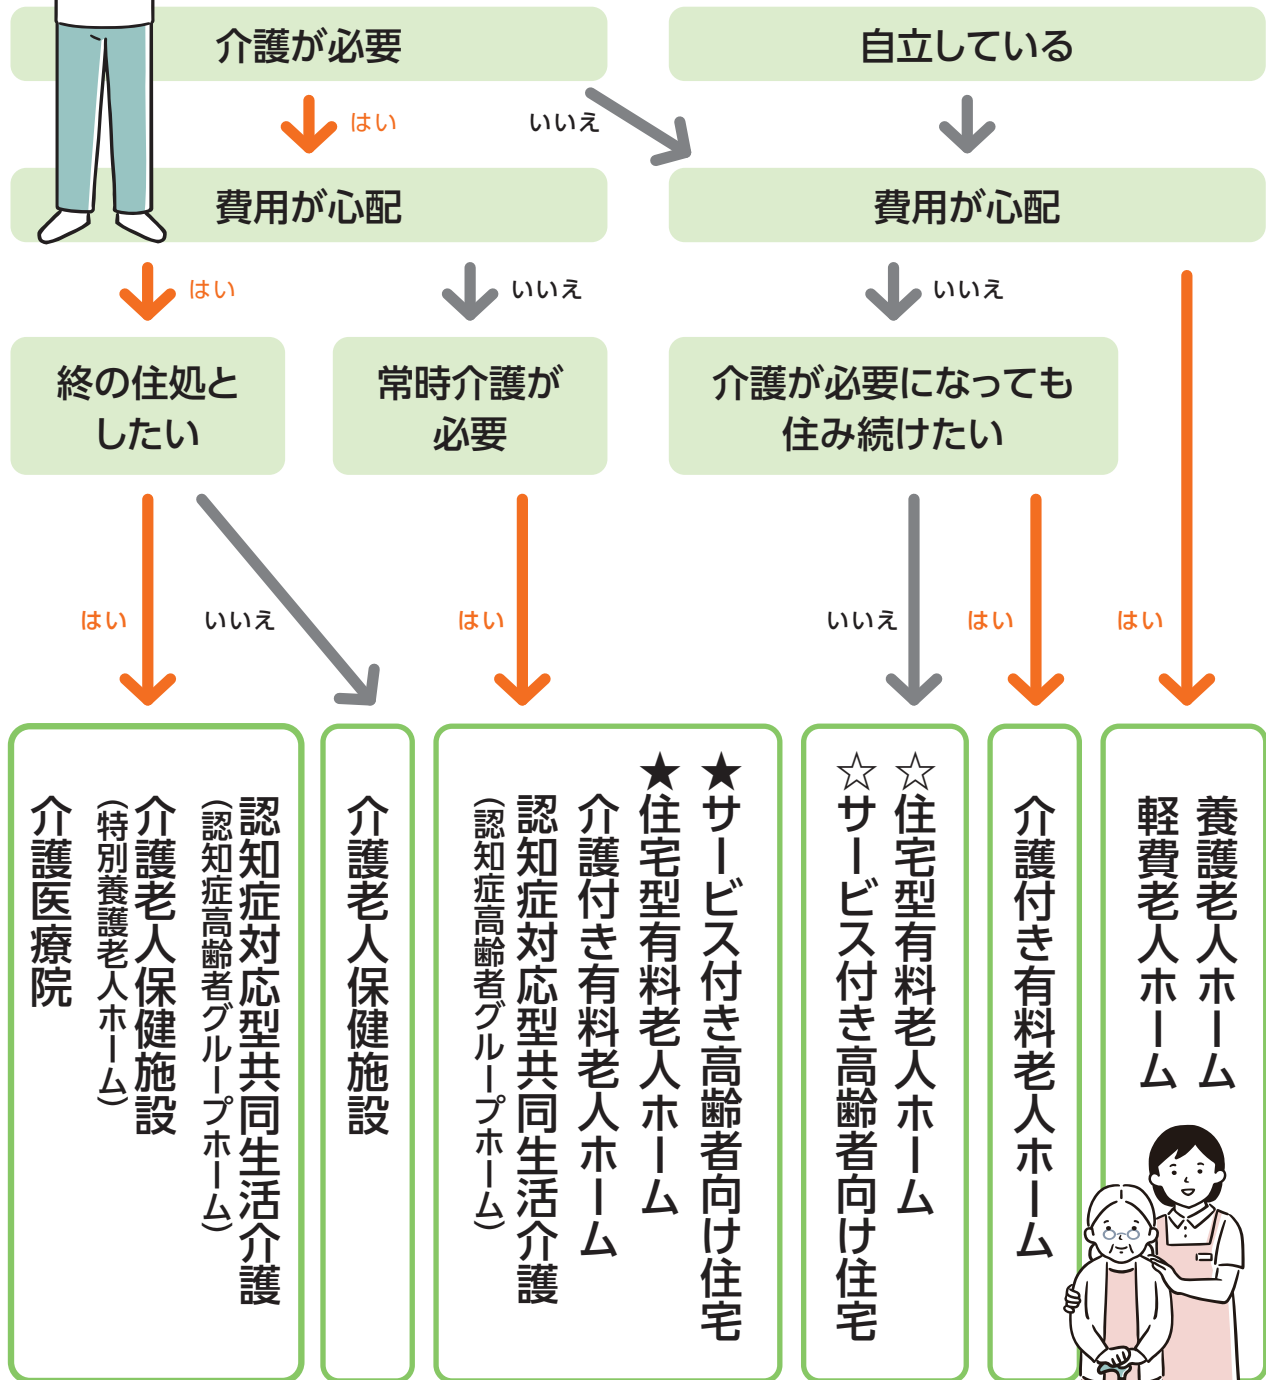 介護が必要
自立している
はい
いいえ
費用が心配
費用が心配
はい
いいえ
いいえ
終の住処と
したい
常時介護が
必要
介護が必要になっても
住み続けたい
はい
いいえ
はい
いいえ
はい
はい
認知症対応型共同生活介護
（認知症高齢者グループホーム）
介護老人保健施設
（特別養護老人ホーム）
介護医療院
介護老人保健施設
★サービス付き高齢者向け住宅
★住宅型有料老人ホーム
介護付き有料老人ホーム
認知症対応型共同生活介護
（認知症高齢者グループホーム）
☆住宅型有料老人ホーム
☆サービス付き高齢者向け住宅
介護付き有料老人ホーム
養護老人ホーム
軽費老人ホーム